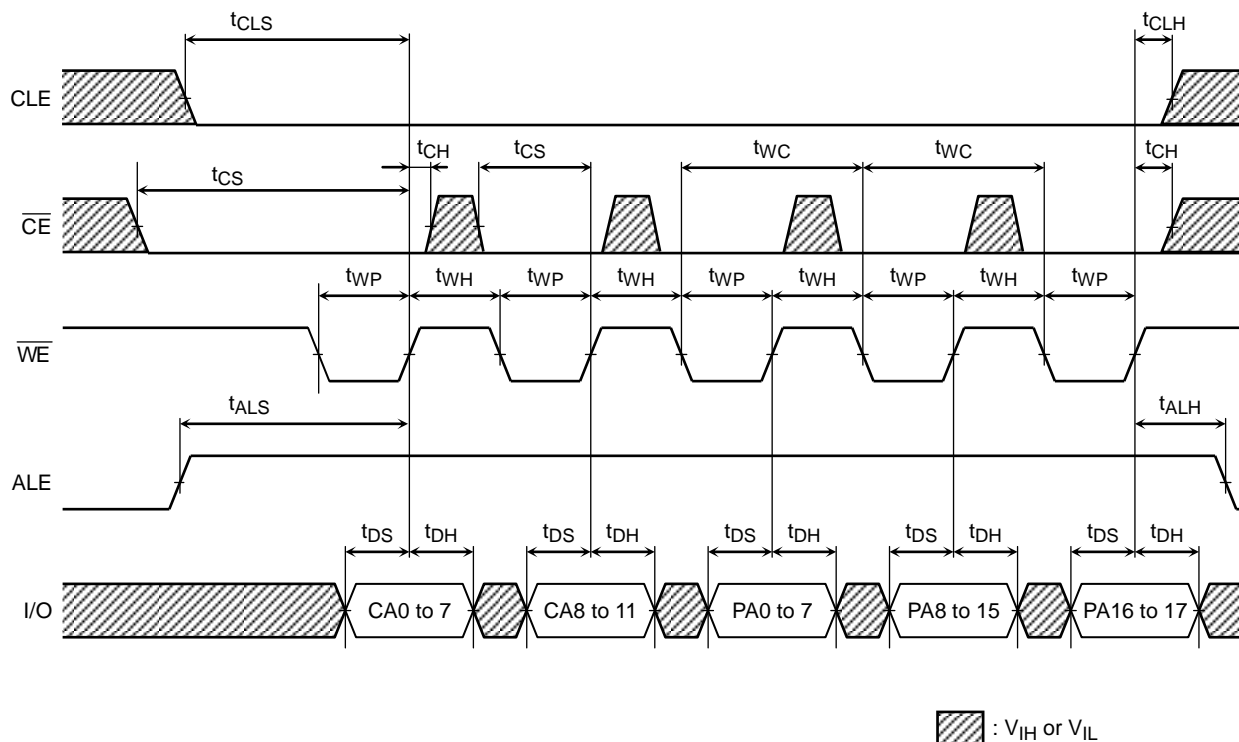 tCLS tCLH
CLE
tCH tCS tWC tWC tCH
tCS
CE
tWP tWH tWP tWH tWP tWH tWP tWH tWP
WE
tALS tALH
ALE
tDS tDH tDS tDH tDS tDH tDS tDH tDS tDH
I/O CA0 to 7 CA8 to 11 PA0 to 7 PA8 to 15 PA16 to 17
: VIH or VIL